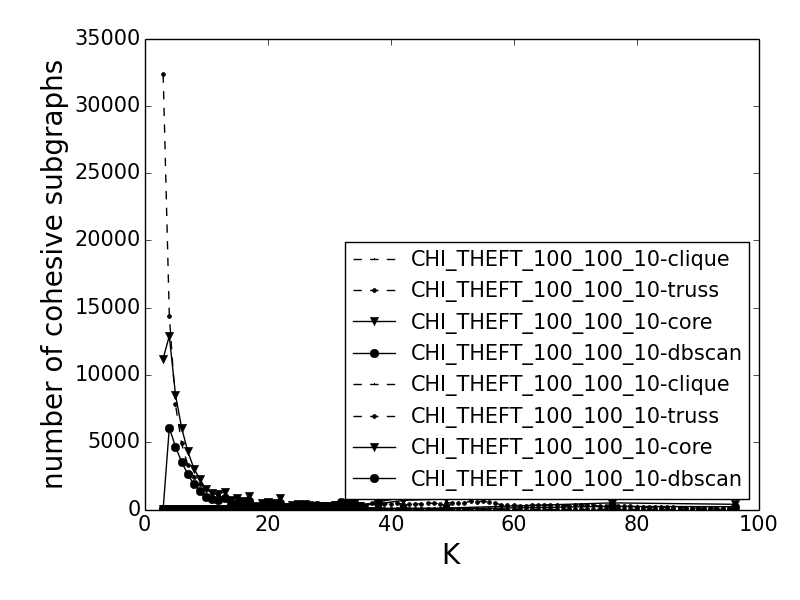 35000
30000
25000
20000
15000
10000
5000
0
number of cohesive subgraphs
CHI_THEFT_100_100_10-clique
CHI_THEFT_100_100_10-truss
CHI_THEFT_100_100_10-core
CHI_THEFT_100_100_10-dbscan
CHI_THEFT_100_100_10-clique
CHI_THEFT_100_100_10-truss
CHI_THEFT_100_100_10-core
CHI_THEFT_100_100_10-dbscan
0 20 40 60 80 100
K